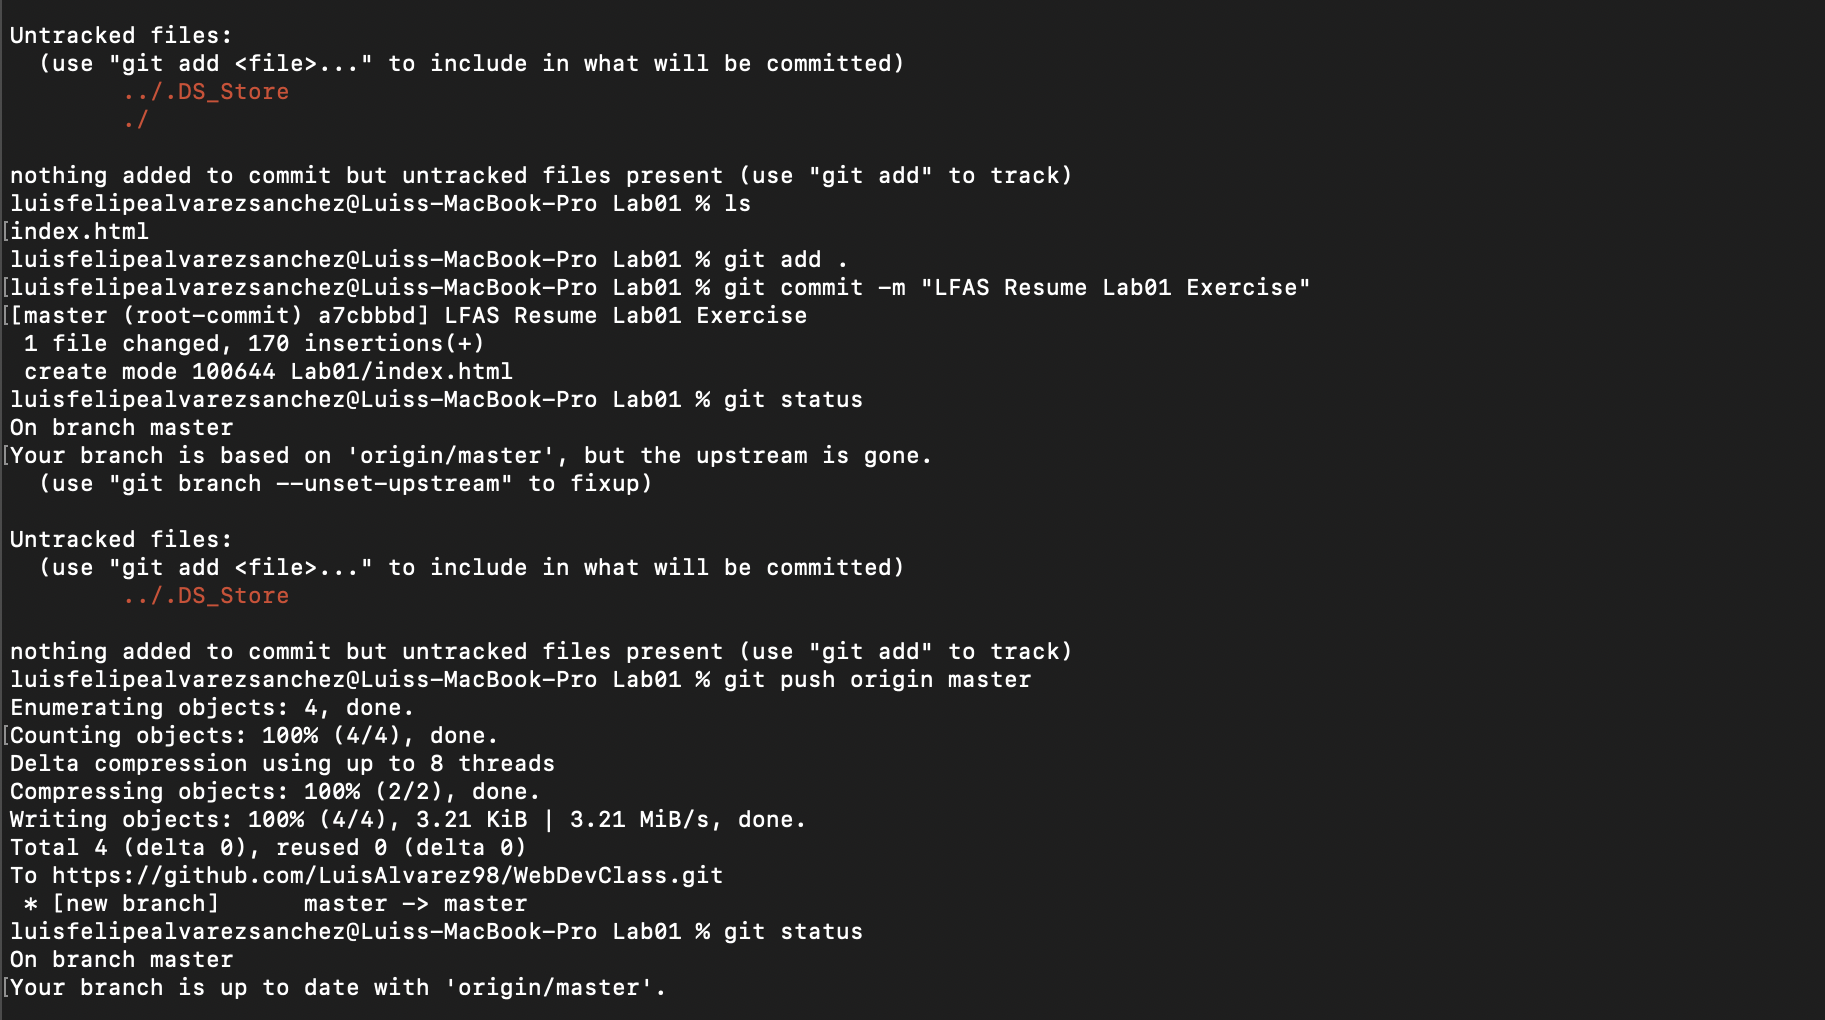 Untracked files:
  (use "git add <file>..." to include in what will be committed)
        ../.DS_Store
        ./
nothing added to commit but untracked files present (use "git add" to track)
luisfelipealvarezsanchez@Luiss-MacBook-Pro Lab01 % ls
[index.html
luisfelipealvarezsanchez@Luiss-MacBook-Pro Lab01 % git add .
[luisfelipealvarezsanchez@Luiss-MacBook-Pro Lab01 % git commit -m "LFAS Resume Lab01 Exercise"
[[master (root-commit) a7cbbbd] LFAS Resume Lab01 Exercise
 1 file changed, 170 insertions(+)
 create mode 100644 Lab01/index.html
luisfelipealvarezsanchez@Luiss-MacBook-Pro Lab01 % git status
On branch master
[Your branch is based on 'origin/master', but the upstream is gone.
  (use "git branch --unset-upstream" to fixup)
Untracked files:
  (use "git add <file>..." to include in what will be committed)
        ../.DS_Store
nothing added to commit but untracked files present (use "git add" to track)
luisfelipealvarezsanchez@Luiss-MacBook-Pro Lab01 % git push origin master
Enumerating objects: 4, done.
[Counting objects: 100% (4/4), done.
Delta compression using up to 8 threads
Compressing objects: 100% (2/2), done.
Writing objects: 100% (4/4), 3.21 KiB | 3.21 MiB/s, done.
Total 4 (delta 0), reused 0 (delta 0)
To https://github.com/LuisAlvarez98/WebDevClass.git
 * [new branch]      master -> master
luisfelipealvarezsanchez@Luiss-MacBook-Pro Lab01 % git status
On branch master
[Your branch is up to date with 'origin/master'.